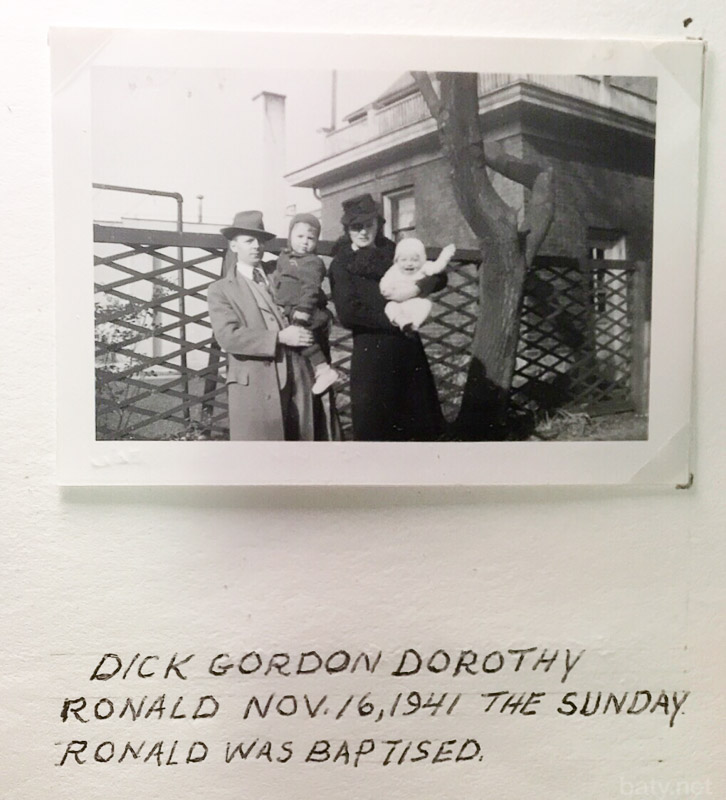 DICK GORDON DOROTHY
RONALD NOV. 16, 1941 THE SUNDAY
RONALD WAS BAPTISED.
baty.net